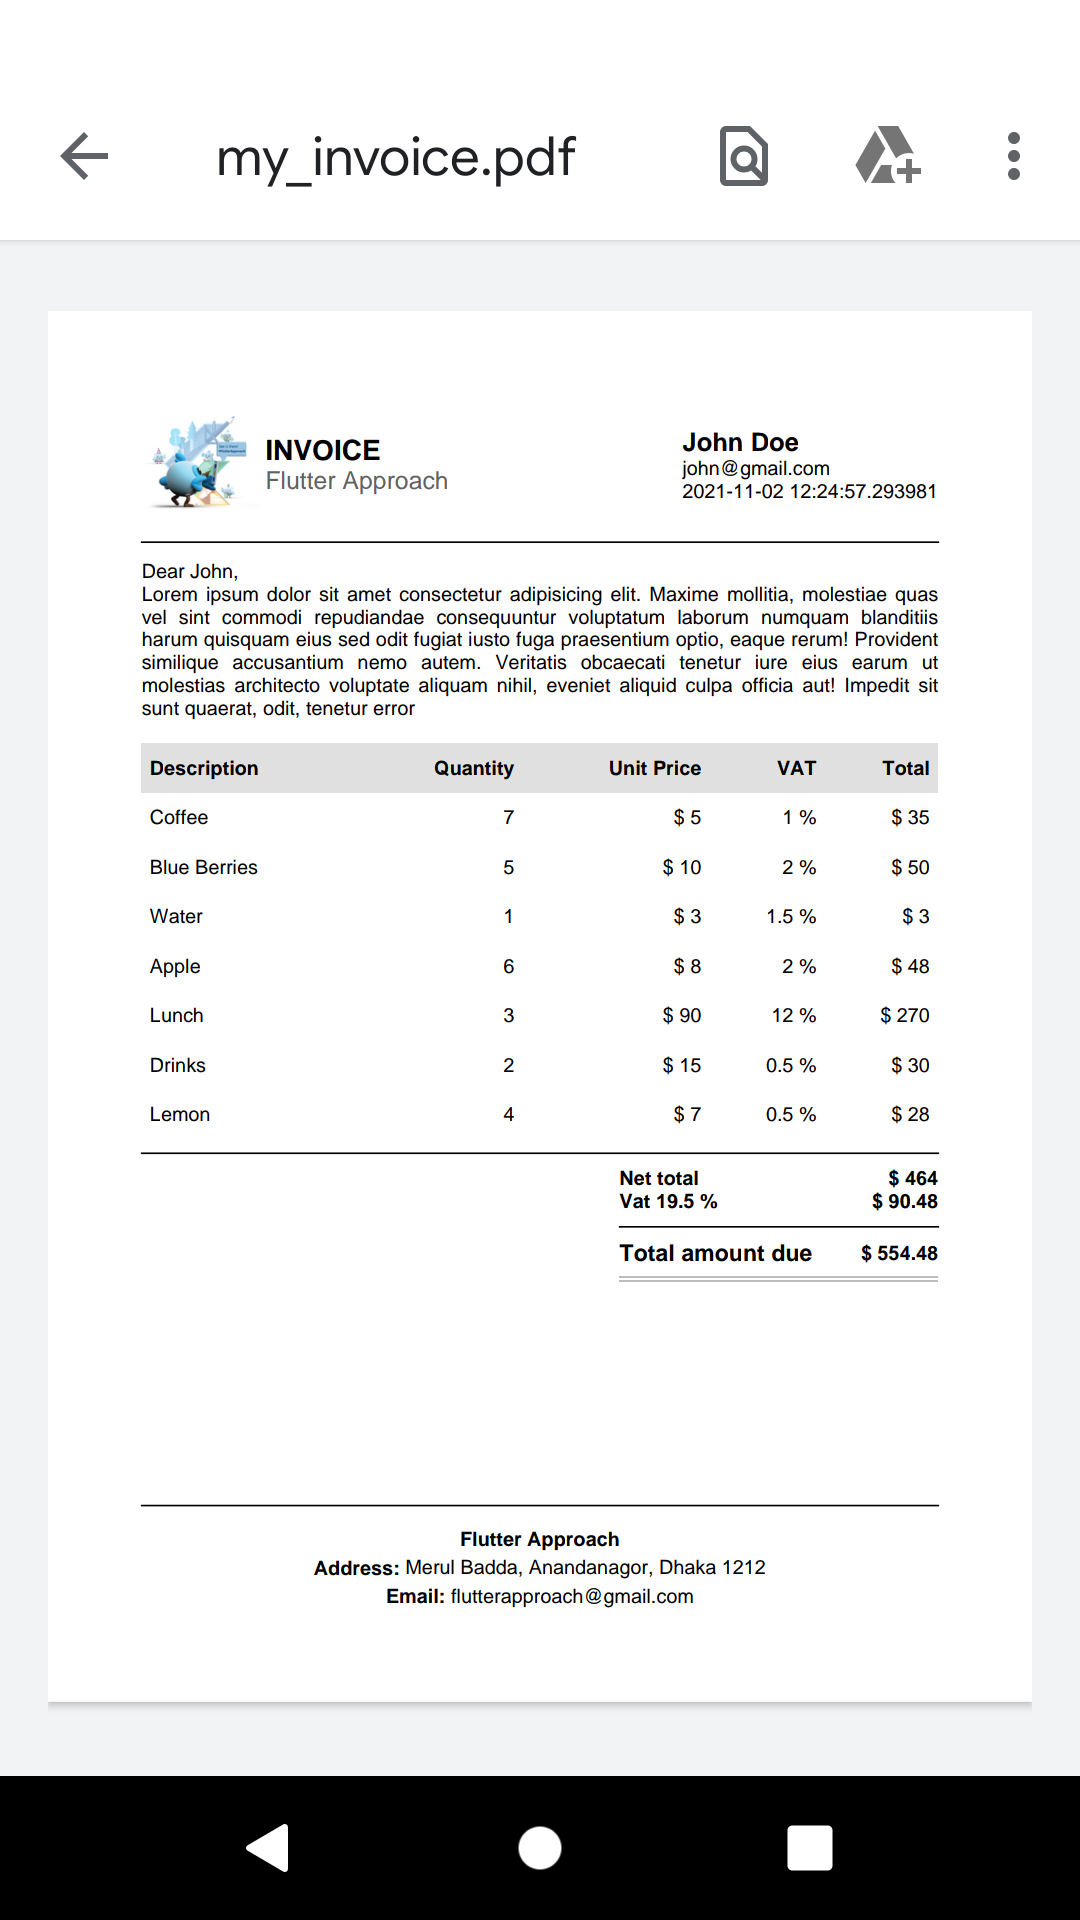 my_invoice.pdf
INVOICE
Flutter Approach
John Doe
john@gmail.com
2021-11-02 12:24:57.293981
Dear John,
Lorem ipsum dolor sit amet consectetur adipisicing elit. Maxime mollitia, molestiae quas
vel sint commodi repudiandae consequuntur voluptatum laborum numquam blanditiis
harum quisquam eius sed odit fugiat iusto fuga praesentium optio, eaque rerum! Provident
similique accusantium nemo autem. Veritatis obcaecati tenetur iure eius earum ut
molestias architecto voluptate aliquam nihil, eveniet aliquid culpa officia aut! Impedit sit
sunt quaerat, odit, tenetur error
Description Quantity Unit Price VAT Total
Coffee 7 $ 5 1 % $ 35
Blue Berries 5 $ 10 2 % $ 50
Water 1 $ 3 1.5 % $ 3
Apple 6 $ 8 2 % $ 48
Lunch 3 $ 90 12 % $ 270
Drinks 2 $ 15 0.5 % $ 30
Lemon 4 $ 7 0.5 % $ 28
Net total $ 464
Vat 19.5 % $ 90.48
Total amount due $ 554.48
Flutter Approach
Address: Merul Badda, Anandanagor, Dhaka 1212
Email: flutterapproach@gmail.com